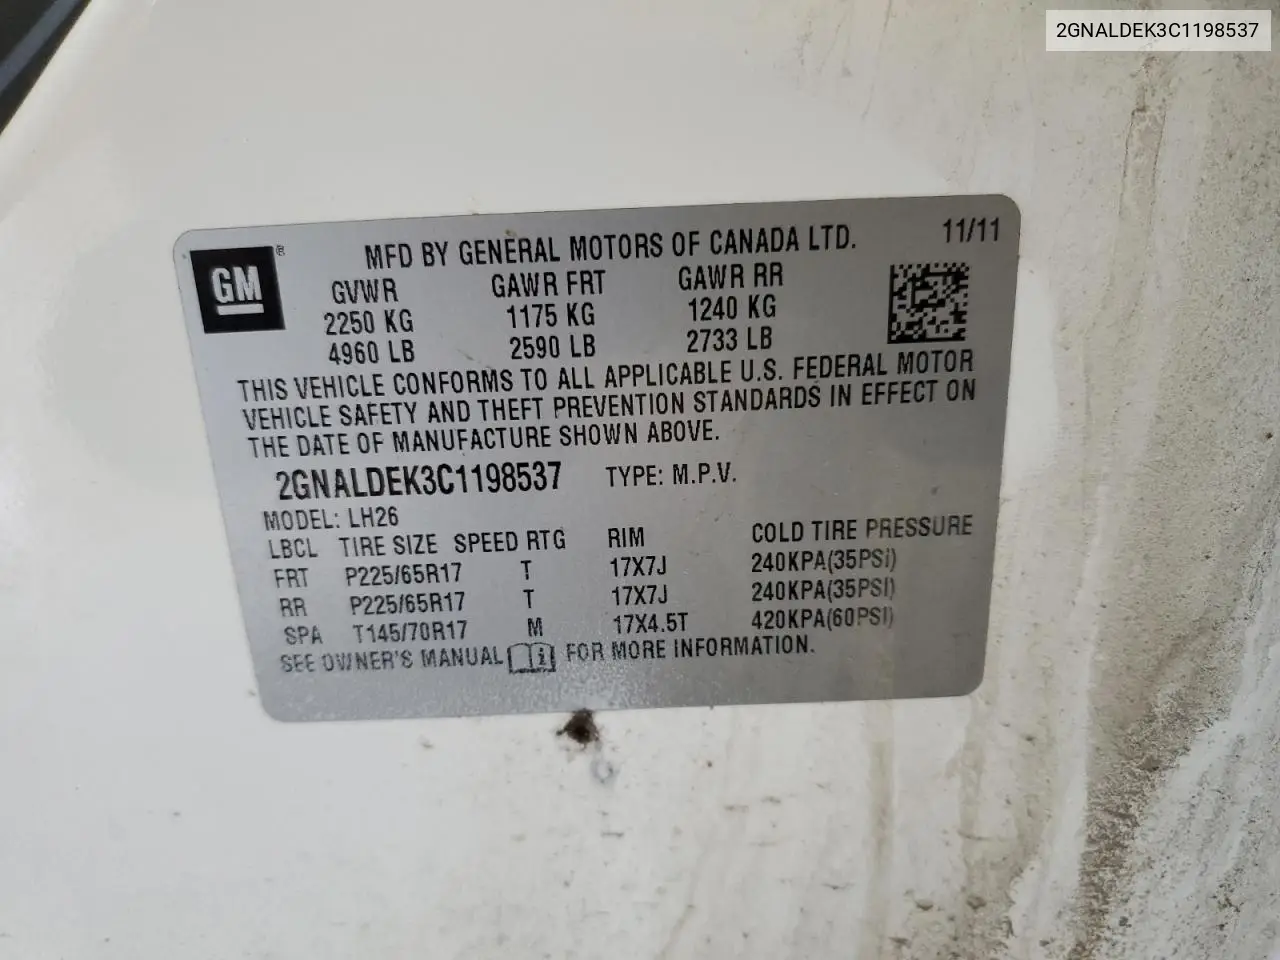 2GNALDEK3C1198537
GM ®
MFD BY GENERAL MOTORS OF CANADA LTD. 11/11
GVWR GAWR FRT GAWR RR
2250 KG 1175 KG 1240 KG
4960 LB 2590 LB 2733 LB
THIS VEHICLE CONFORMS TO ALL APPLICABLE U.S. FEDERAL MOTOR
VEHICLE SAFETY AND THEFT PREVENTION STANDARDS IN EFFECT ON
THE DATE OF MANUFACTURE SHOWN ABOVE.
2GNALDEK3C1198537 TYPE: M.P.V.
MODEL: LH26
LBCL TIRE SIZE SPEED RTG RIM COLD TIRE PRESSURE
FRT P225/65R17 T 17X7J 240KPA(35PSI)
RR P225/65R17 T 17X7J 240KPA(35PSI)
SPA T145/70R17 M 17X4.5T 420KPA(60PSI)
SEE OWNER'S MANUAL i FOR MORE INFORMATION.